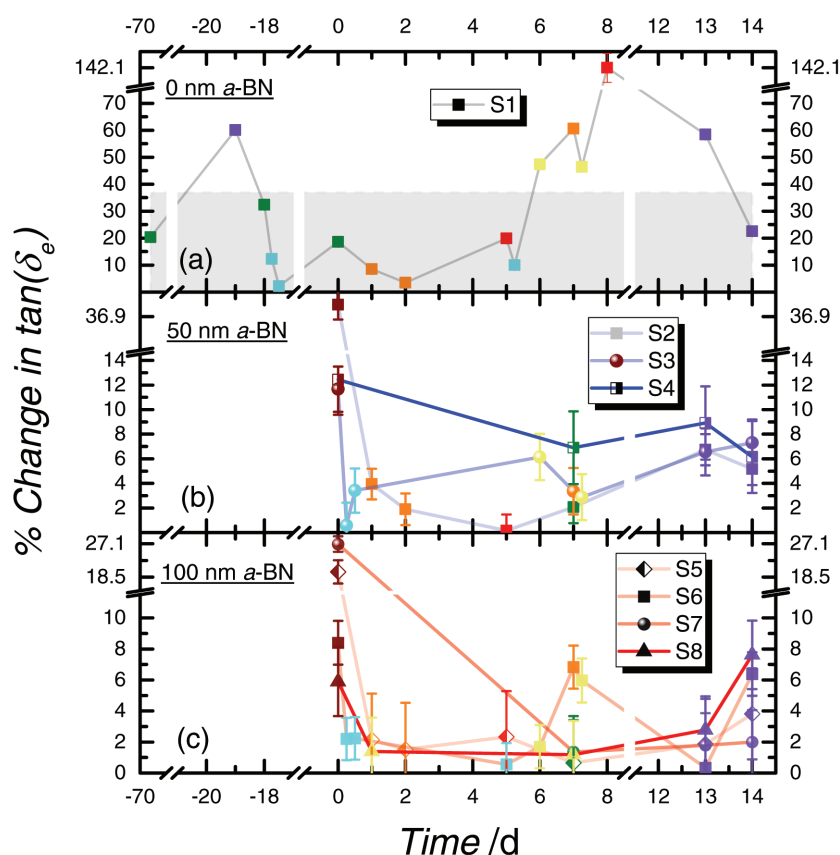 -70 -20 -18 0 2 4 6 8 12 13 14
142.1 142.1
0 nm a-BN
S1
70 70
60 60
50 50
40 40
30 30
20 20
10 10
(a)
% Change in tan(δe)
36.9 36.9
50 nm a-BN
S2
S3
S4
14 14
12 12
10 10
8 8
6 6
4 4
2 2
(b)
27.1 27.1
18.5 18.5
100 nm a-BN
S5
S6
S7
S8
10 10
8 8
6 6
4 4
2 2
0 0
(c)
-70 -20 -18 0 2 4 6 8 12 13 14
Time /d